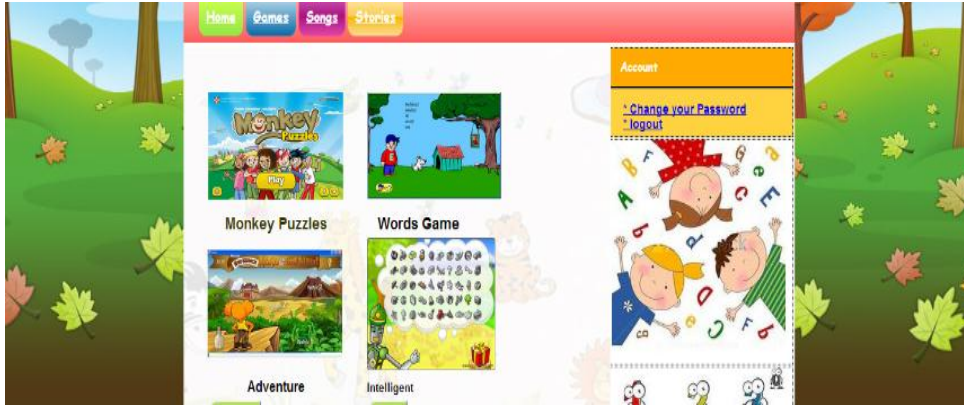 Home Games Songs Stories
Account
* Change your Password
* logout
Monkey
Puzzles
Play
Monkey Puzzles
Words Game
Adventure
Intelligent